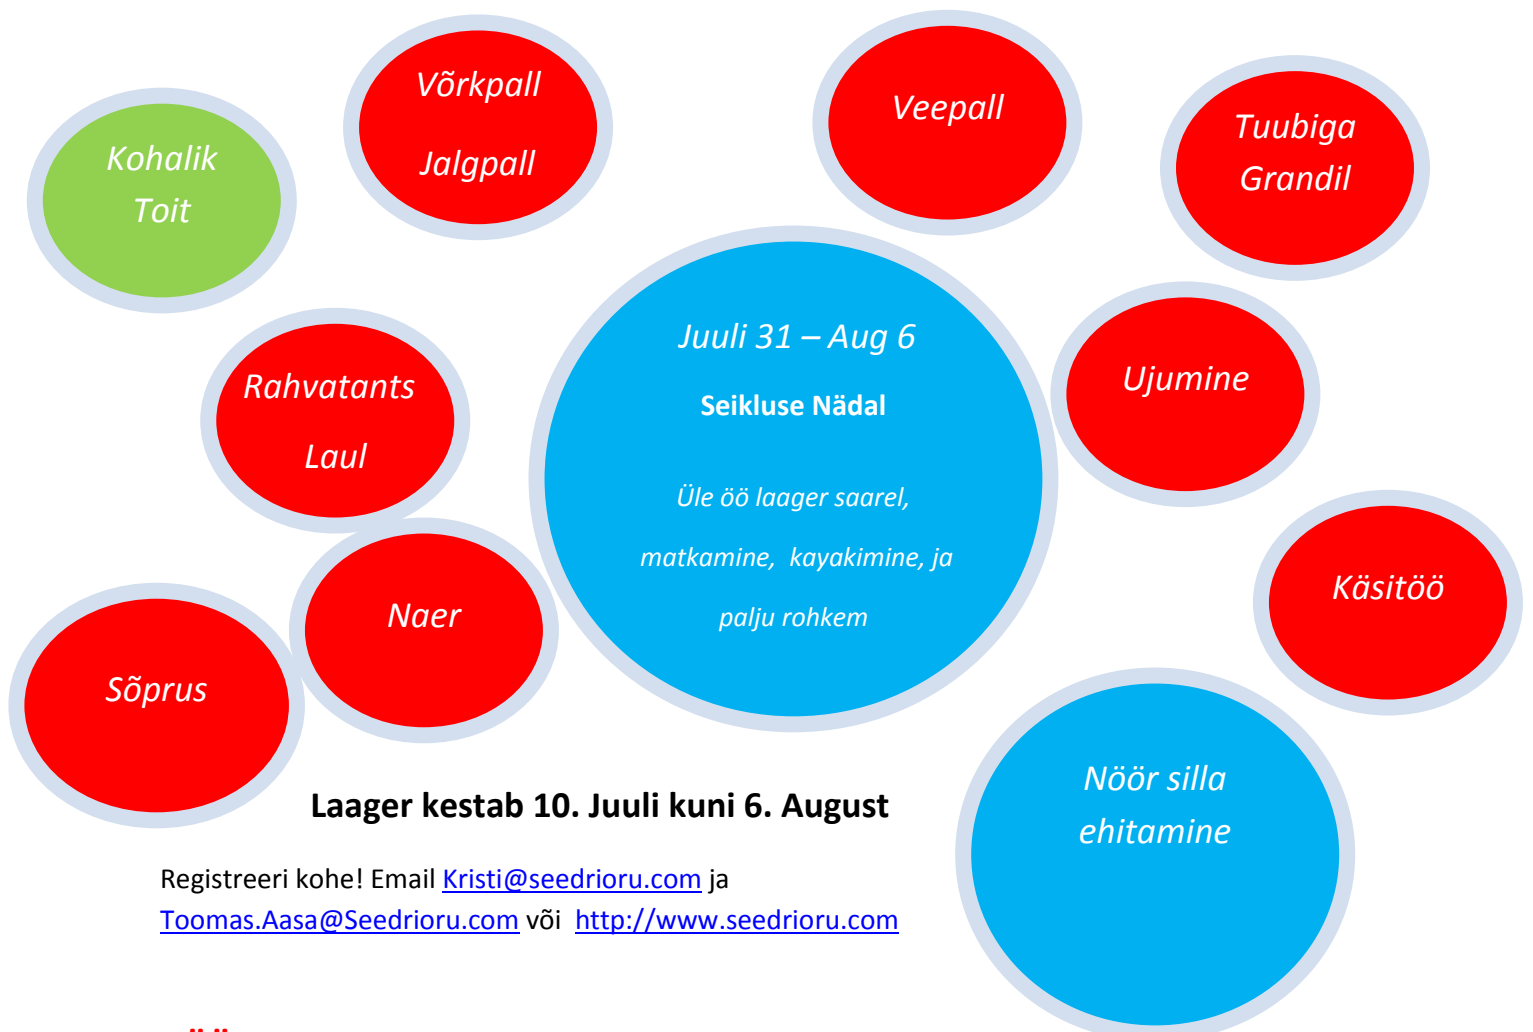 Võrkpall
Jalgpall
Veepall
Tuubiga
Grandil
Kohalik
Toit
Juuli 31 – Aug 6
Seikluse Nädal
Üle öö laager saarel,
matkamine, kayakimine, ja
palju rohkem
Rahvatants
Laul
Ujumine
Naer
Käsitöö
Sõprus
Nöör silla
ehitamine
Laager kestab 10. Juuli kuni 6. August
Registreeri kohe! Email Kristi@seedrioru.com ja
Toomas.Aasa@Seedrioru.com või http://www.seedrioru.com